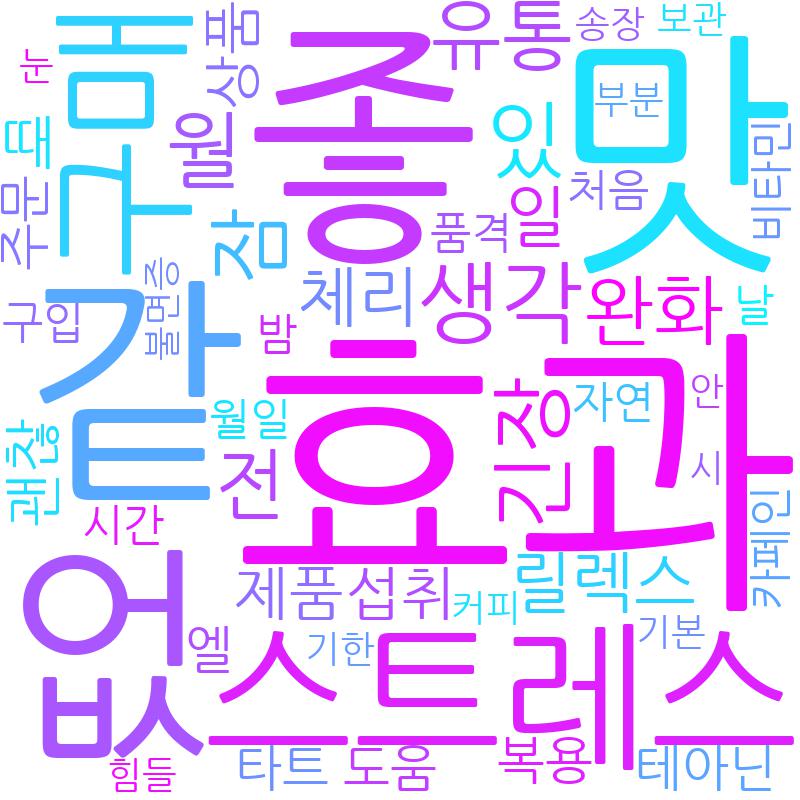 눈
구매
상품
좋
유통
송장
보관
맛
부분
때
월
있
비타민
주문
잠
품격
일
처음
체리
생각
완화
날
구입
불면증
밤
갸
트
효과
긴장
자연
안
시
괜찮
월일
전
카페인
시간
없
제품
섭취
커피
릴렉스
엘
기한
스트레스
기본
힘들
타트
도움
복용
테아닌